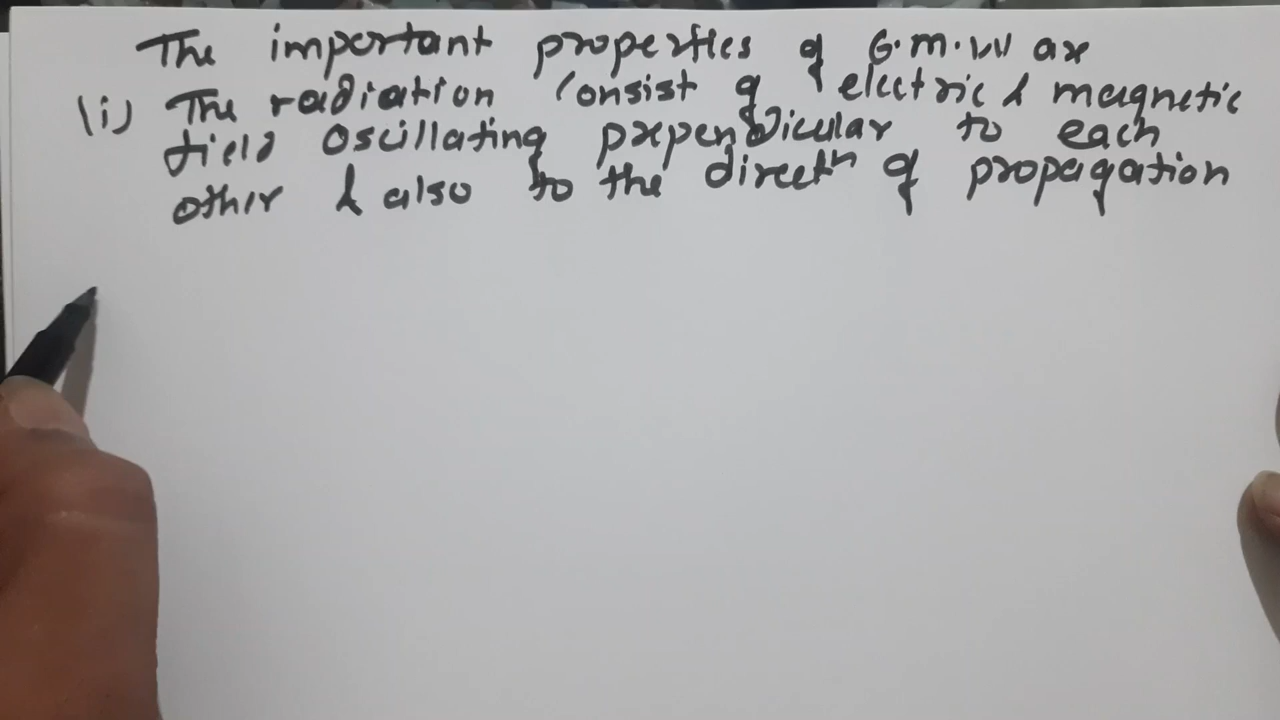 The important properties of E.M.W are
(i) The radiation consist of electric & magnetic
field oscillating perpendicular to each
other & also to the directn of propagation